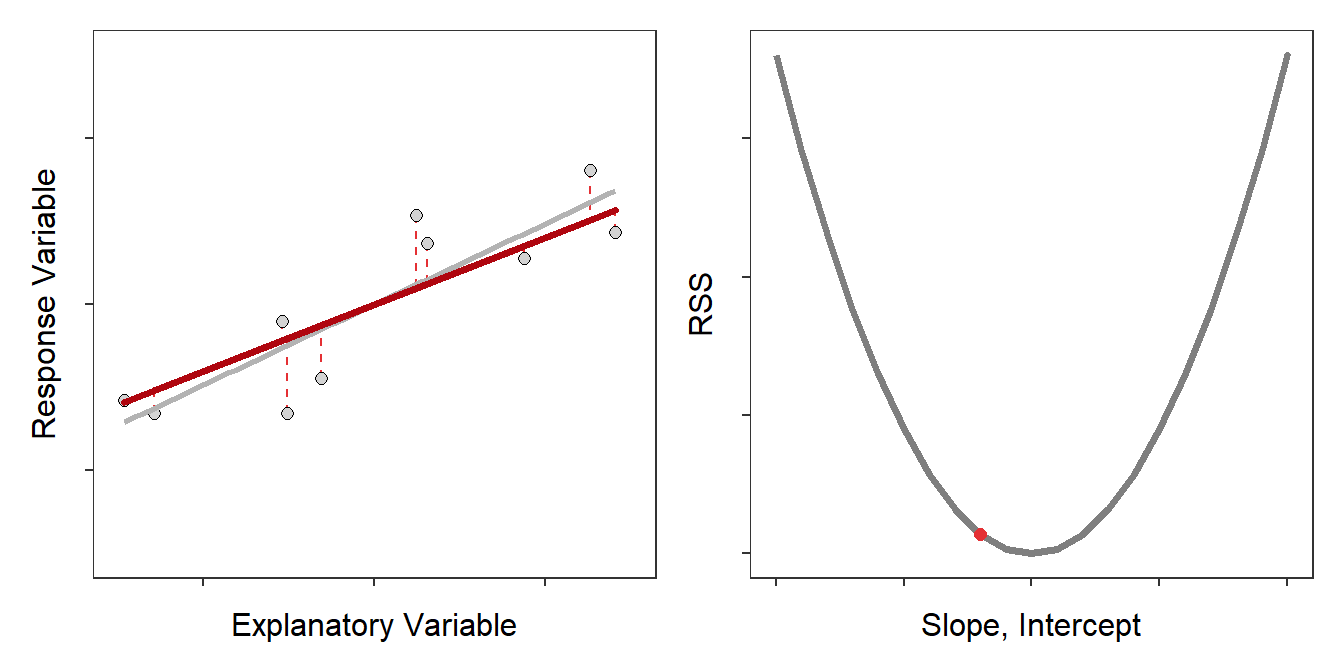 Response Variable
Explanatory Variable
RSS
Slope, Intercept